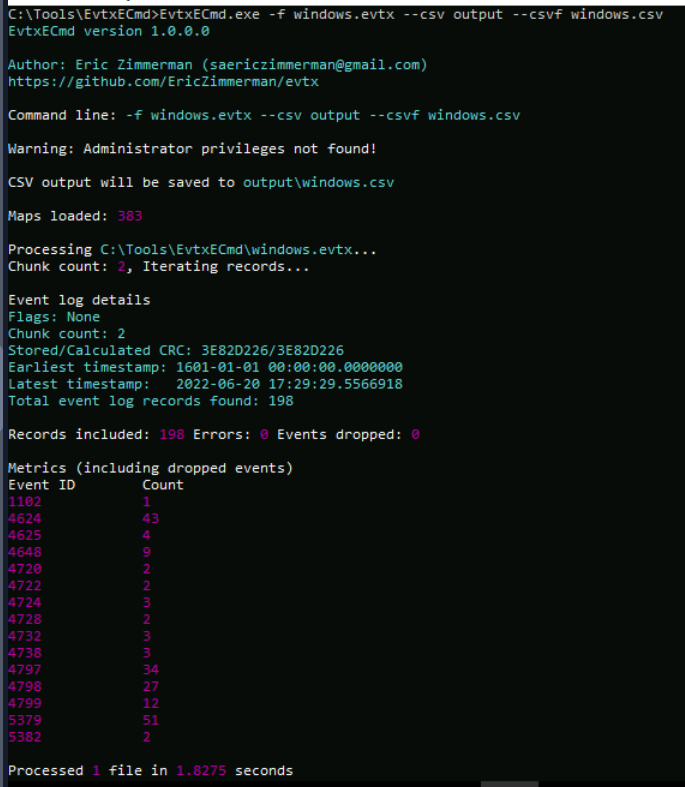 C:\Tools\EvtxECmd>EvtxECmd.exe -f windows.evtx --csv output --csvf windows.csv
EvtxECmd version 1.0.0.0
Author: Eric Zimmerman (saericzimmerman@gmail.com)
https://github.com/EricZimmerman/evtx
Command line: -f windows.evtx --csv output --csvf windows.csv
Warning: Administrator privileges not found!
CSV output will be saved to output\windows.csv
Maps loaded: 383
Processing C:\Tools\EvtxECmd\windows.evtx...
Chunk count: 2, Iterating records...
Event log details
Flags: None
Chunk count: 2
Stored/Calculated CRC: 3E82D226/3E82D226
Earliest timestamp: 1601-01-01 00:00:00.0000000
Latest timestamp:   2022-06-20 17:29:29.5566918
Total event log records found: 198
Records included: 198 Errors: 0 Events dropped: 0
Metrics (including dropped events)
Event ID        Count
1102            1
4624            43
4625            4
4648            9
4720            2
4722            2
4724            3
4728            2
4732            3
4738            3
4797            34
4798            27
4799            12
5379            51
5382            2
Processed 1 file in 1.8275 seconds